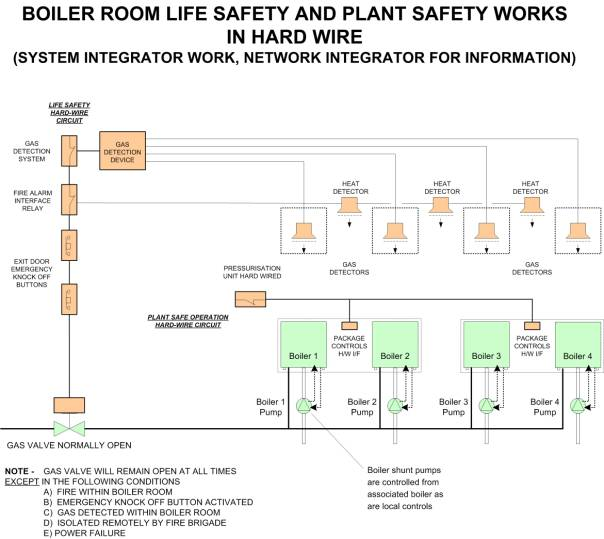 BOILER ROOM LIFE SAFETY AND PLANT SAFETY WORKS
IN HARD WIRE
(SYSTEM INTEGRATOR WORK, NETWORK INTEGRATOR FOR INFORMATION)
LIFE SAFETY
HARD-WIRE
CIRCUIT
GAS
DETECTION
SYSTEM
GAS
DETECTION
DEVICE
FIRE ALARM
INTERFACE
RELAY
HEAT
DETECTOR
HEAT
DETECTOR
HEAT
DETECTOR
EXIT DOOR
EMERGENCY
KNOCK OFF
BUTTONS
GAS
DETECTORS
GAS
DETECTORS
PRESSURISATION
UNIT HARD WIRED
PLANT SAFE OPERATION
HARD-WIRE CIRCUIT
PACKAGE
CONTROLS
H/W I/F
PACKAGE
CONTROLS
H/W I/F
Boiler 1
Boiler 2
Boiler 3
Boiler 4
Boiler 1
Pump
Boiler 2
Pump
Boiler 3
Pump
Boiler 4
Pump
GAS VALVE NORMALLY OPEN
NOTE - GAS VALVE WILL REMAIN OPEN AT ALL TIMES
EXCEPT IN THE FOLLOWING CONDITIONS
A) FIRE WITHIN BOILER ROOM
B) EMERGENCY KNOCK OFF BUTTON ACTIVATED
C) GAS DETECTED WITHIN BOILER ROOM
D) ISOLATED REMOTELY BY FIRE BRIGADE
E) POWER FAILURE
Boiler shunt pumps
are controlled from
associated boiler as
are local controls